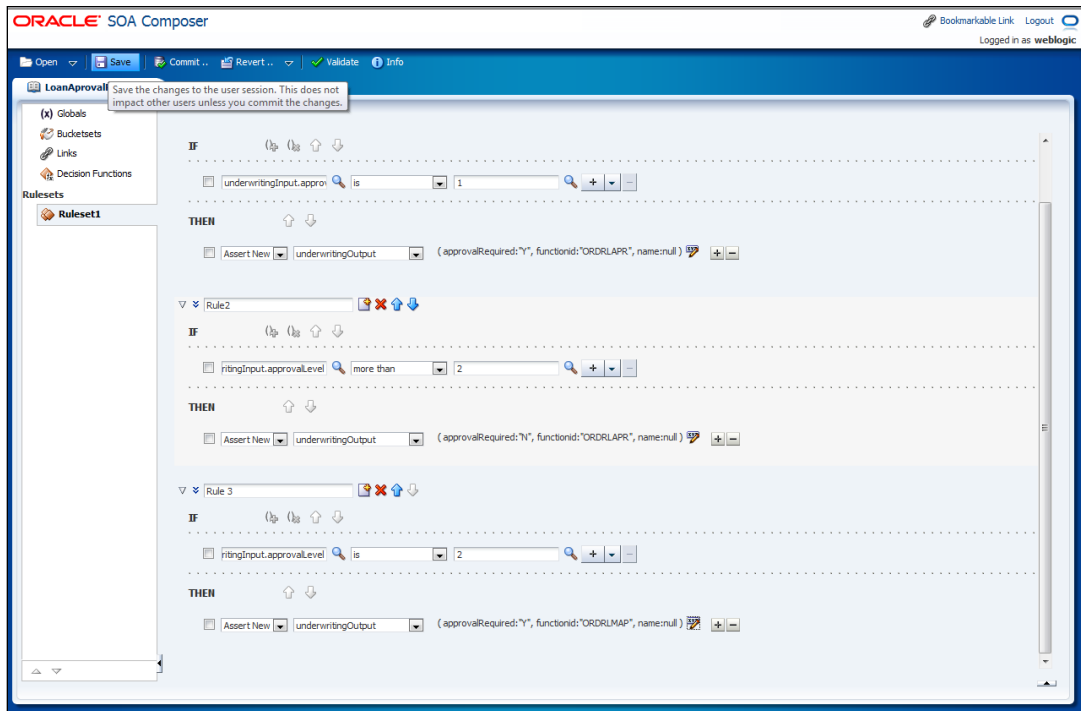 ORACLE SOA Composer
Bookmarkable Link Logout
Logged in as weblogic
Open Save Commit .. Revert .. Validate Info
LoanAprovalR
Save the changes to the user session. This does not
impact other users unless you commit the changes.
(x) Globals
Bucketsets
Links
Decision Functions
Rulesets
Ruleset1
IF
underwritingInput.approv is 1
THEN
Assert New underwritingOutput ( approvalRequired:"Y", functionid:"ORDRLAPR", name:null )
Rule2
IF
ritingInput.approvalLevel more than 2
THEN
Assert New underwritingOutput ( approvalRequired:"N", functionid:"ORDRLAPR", name:null )
Rule 3
IF
ritingInput.approvalLevel is 2
THEN
Assert New underwritingOutput ( approvalRequired:"Y", functionid:"ORDRLMAP", name:null )